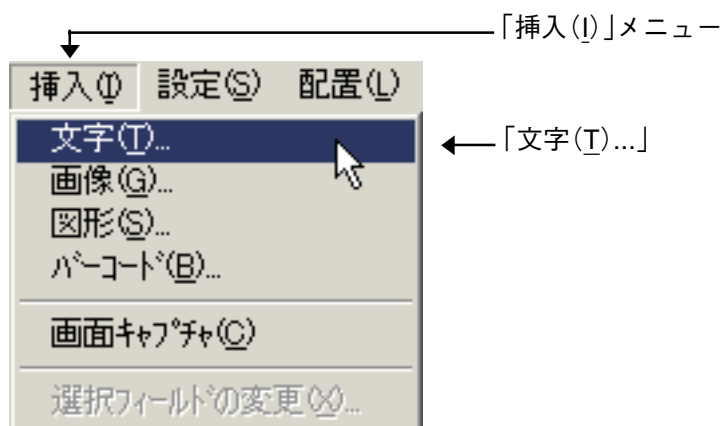 「挿入(I)」メニュー
挿入(I) 設定(S) 配置(L)
文字(T)... 「文字(T)...」
画像(G)...
図形(S)...
ﾊﾞｰｺｰﾄﾞ(B)...
画面ｷｬﾌﾟﾁｬ(C)
選択ﾌｨｰﾙﾄﾞの変更(X)...